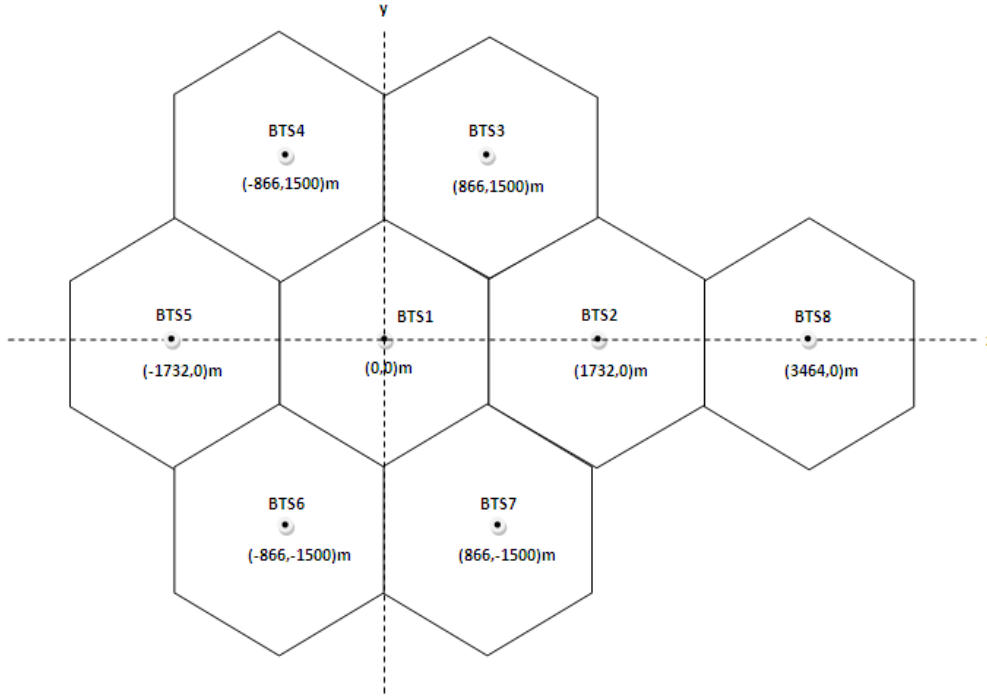 y
BTS4
BTS3
(-866,1500)m
(866,1500)m
BTS5
BTS1
BTS2
BTS8
(-1732,0)m
(0,0)m
(1732,0)m
(3464,0)m
BTS6
BTS7
(-866,-1500)m
(866,-1500)m